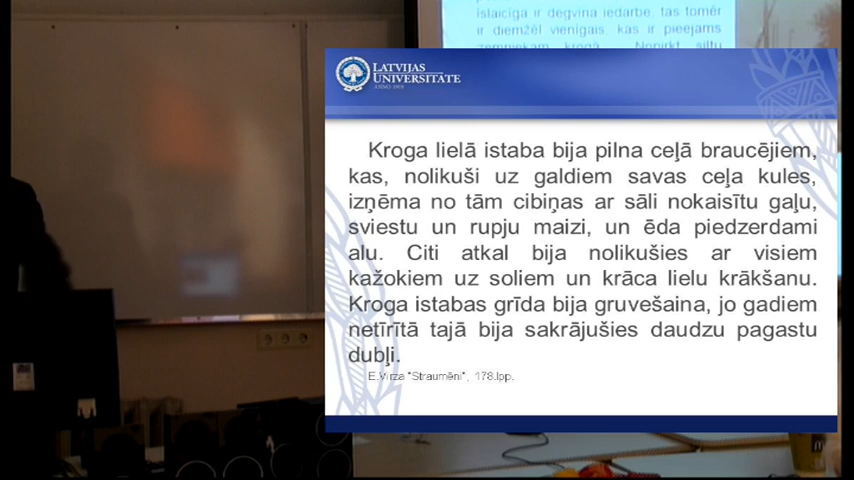 islaicīga ir degvīna iedarbe, tas tomēr
ir diemžēl vienīgais, kas ir pieejams
zemniekam krogā. Nopirkt siltu
LATVIJAS
UNIVERSITĀTE
ANNO 1919
Kroga lielā istaba bija pilna ceļā braucējiem,
kas, nolikuši uz galdiem savas ceļa kules,
izņēma no tām cibiņas ar sāli nokaisītu gaļu,
sviestu un rupju maizi, un ēda piedzerdami
alu. Citi atkal bija nolikušies ar visiem
kažokiem uz soliem un krāca lielu krākšanu.
Kroga istabas grīda bija gruvešaina, jo gadiem
netīrītā tajā bija sakrājušies daudzu pagastu
dubļi.
E.Virza "Straumēni", 178.lpp.